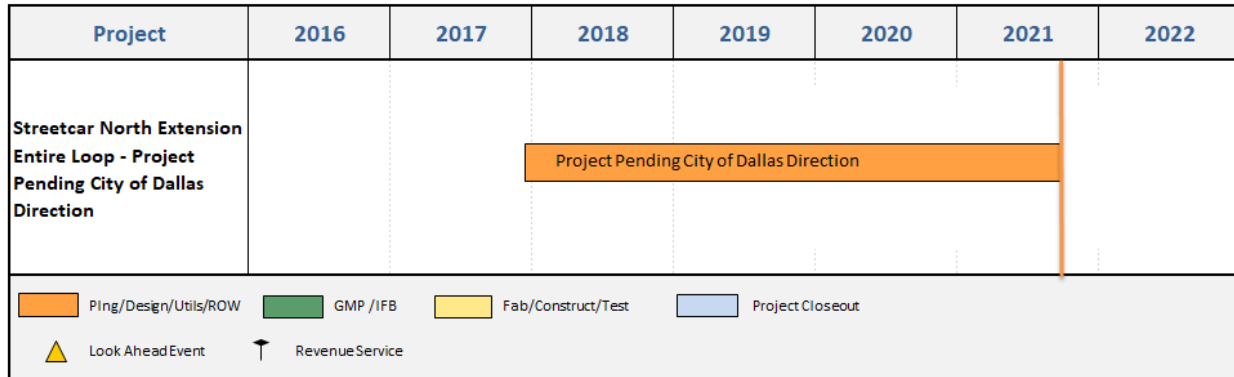 Project 2016 2017 2018 2019 2020 2021 2022
Streetcar North Extension
Entire Loop - Project
Pending City of Dallas
Direction
Project Pending City of Dallas Direction
Plng/Design/Utils/ROW GMP /IFB Fab/Construct/Test Project Closeout
Look Ahead Event Revenue Service